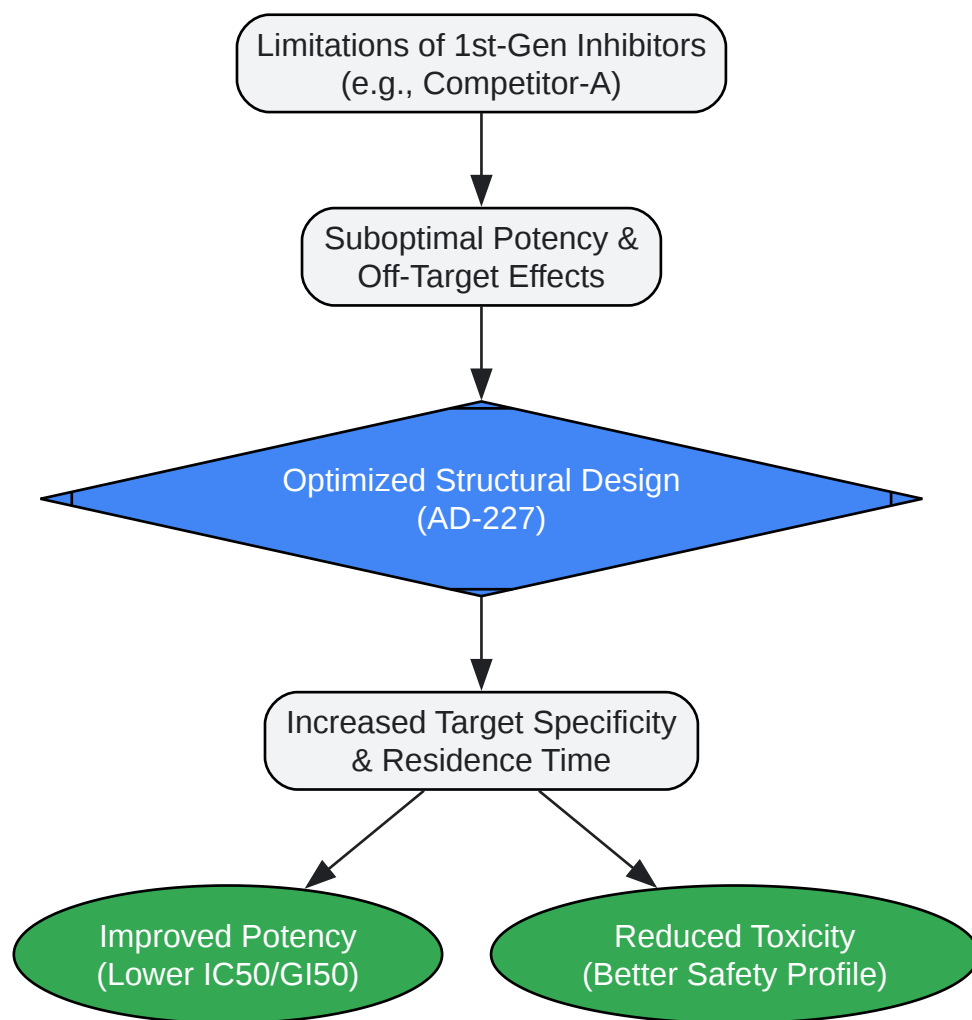 Limitations of 1st-Gen Inhibitors
(e.g., Competitor-A)
Suboptimal Potency &
Off-Target Effects
Optimized Structural Design
(AD-227)
Increased Target Specificity
& Residence Time
Improved Potency
(Lower IC50/GI50)
Reduced Toxicity
(Better Safety Profile)